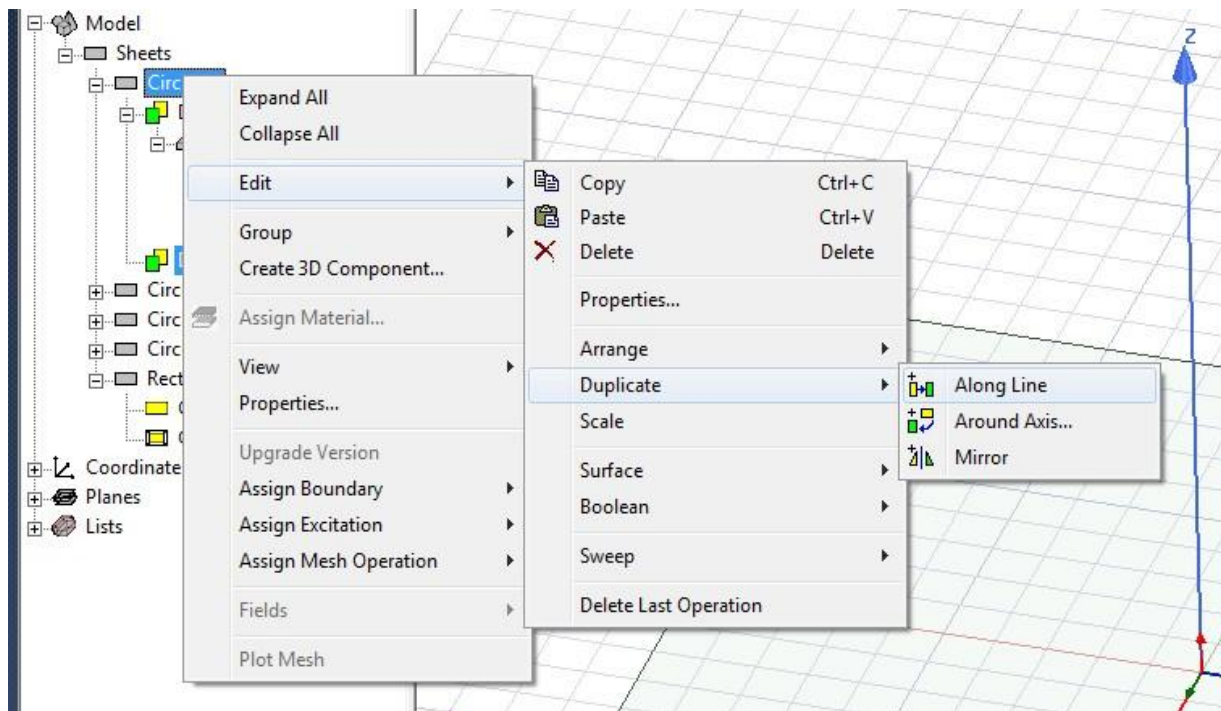 Model
Sheets
Circ
Circ
Circ
Circ
Rect
Coordinate
Planes
Lists
Expand All
Collapse All
Edit
Group
Create 3D Component...
Assign Material...
View
Properties...
Upgrade Version
Assign Boundary
Assign Excitation
Assign Mesh Operation
Fields
Plot Mesh
Copy Ctrl+C
Paste Ctrl+V
Delete Delete
Properties...
Arrange
Duplicate
Scale
Surface
Boolean
Sweep
Delete Last Operation
Along Line
Around Axis...
Mirror
Z